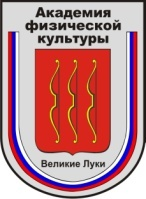 Академия
физической
культуры
Великие Луки